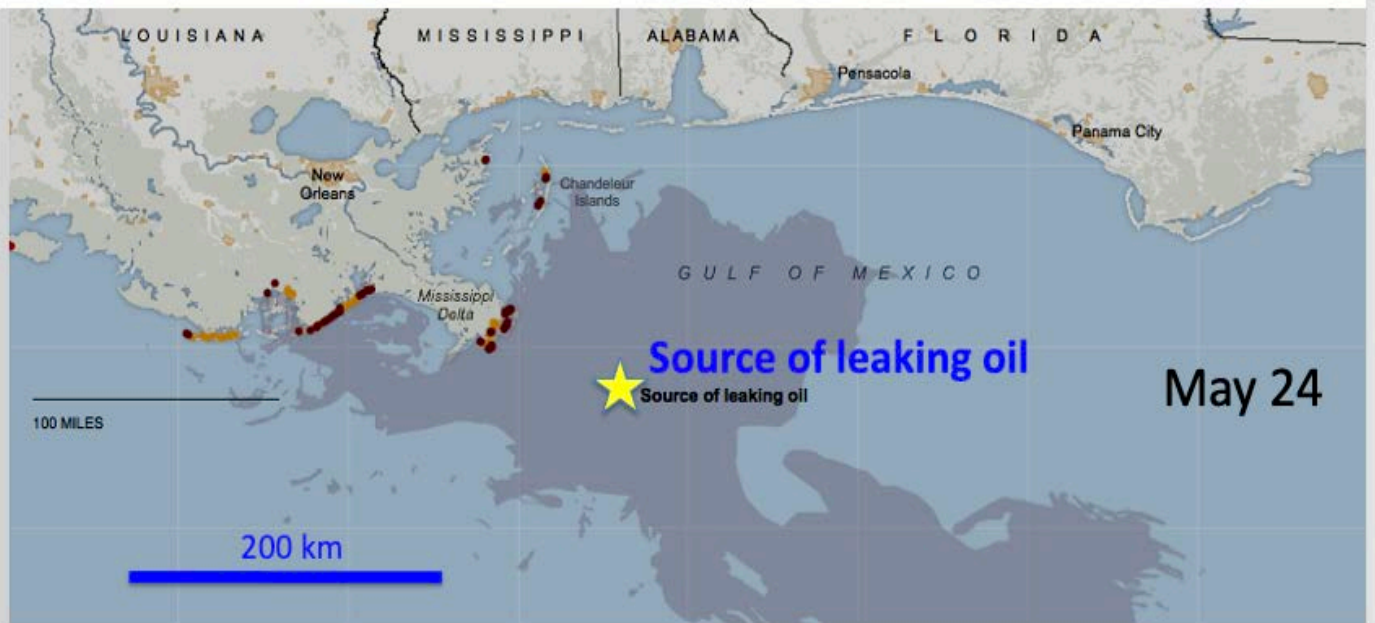 LOUISIANA
MISSISSIPPI
ALABAMA
FLORIDA
Pensacola
Panama City
New
Orleans
Chandeleur
Islands
GULF OF MEXICO
Mississippi
Delta
Source of leaking oil
Source of leaking oil
May 24
100 MILES
200 km